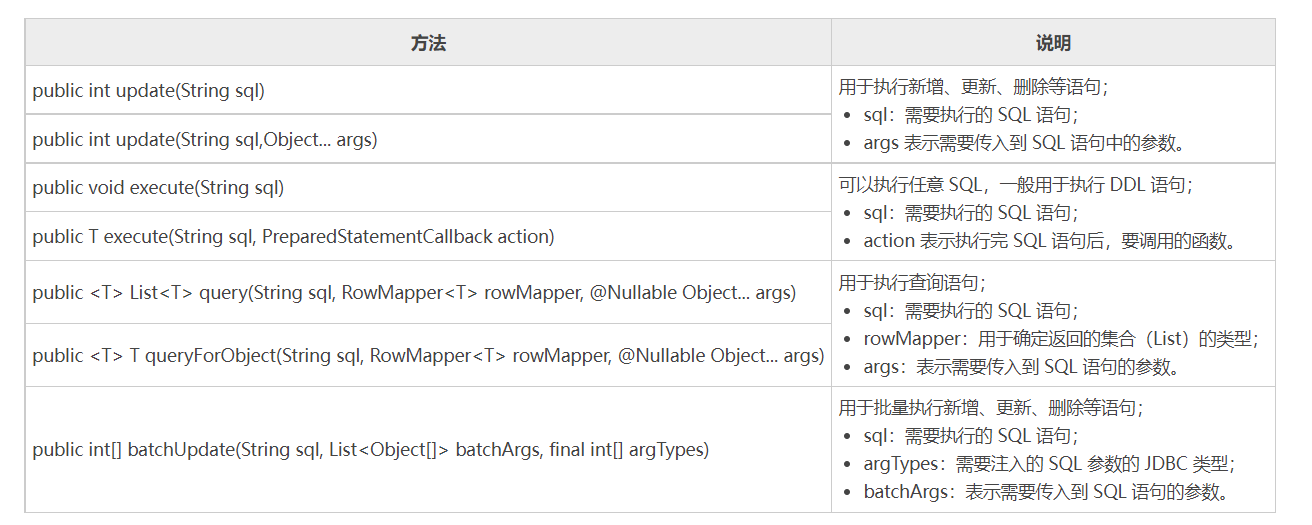 方法
说明
public int update(String sql)
public int update(String sql,Object... args)
用于执行新增、更新、删除等语句；
• sql：需要执行的 SQL 语句；
• args 表示需要传入到 SQL 语句中的参数。
public void execute(String sql)
public T execute(String sql, PreparedStatementCallback action)
可以执行任意 SQL，一般用于执行 DDL 语句；
• sql：需要执行的 SQL 语句；
• action 表示执行完 SQL 语句后，要调用的函数。
public <T> List<T> query(String sql, RowMapper<T> rowMapper, @Nullable Object... args)
public <T> T queryForObject(String sql, RowMapper<T> rowMapper, @Nullable Object... args)
用于执行查询语句；
• sql：需要执行的 SQL 语句；
• rowMapper：用于确定返回的集合（List）的类型；
• args：表示需要传入到 SQL 语句的参数。
public int[] batchUpdate(String sql, List<Object[]> batchArgs, final int[] argTypes)
用于批量执行新增、更新、删除等语句；
• sql：需要执行的 SQL 语句；
• argTypes：需要注入的 SQL 参数的 JDBC 类型；
• batchArgs：表示需要传入到 SQL 语句的参数。